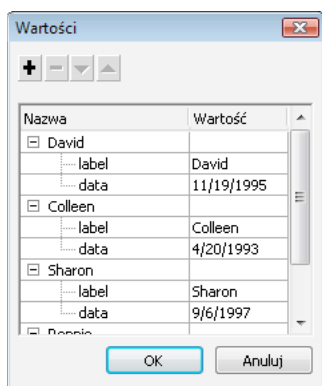 Wartości
Nazwa Wartość
David
label David
data 11/19/1995
Colleen
label Colleen
data 4/20/1993
Sharon
label Sharon
data 9/6/1997
OK Anuluj